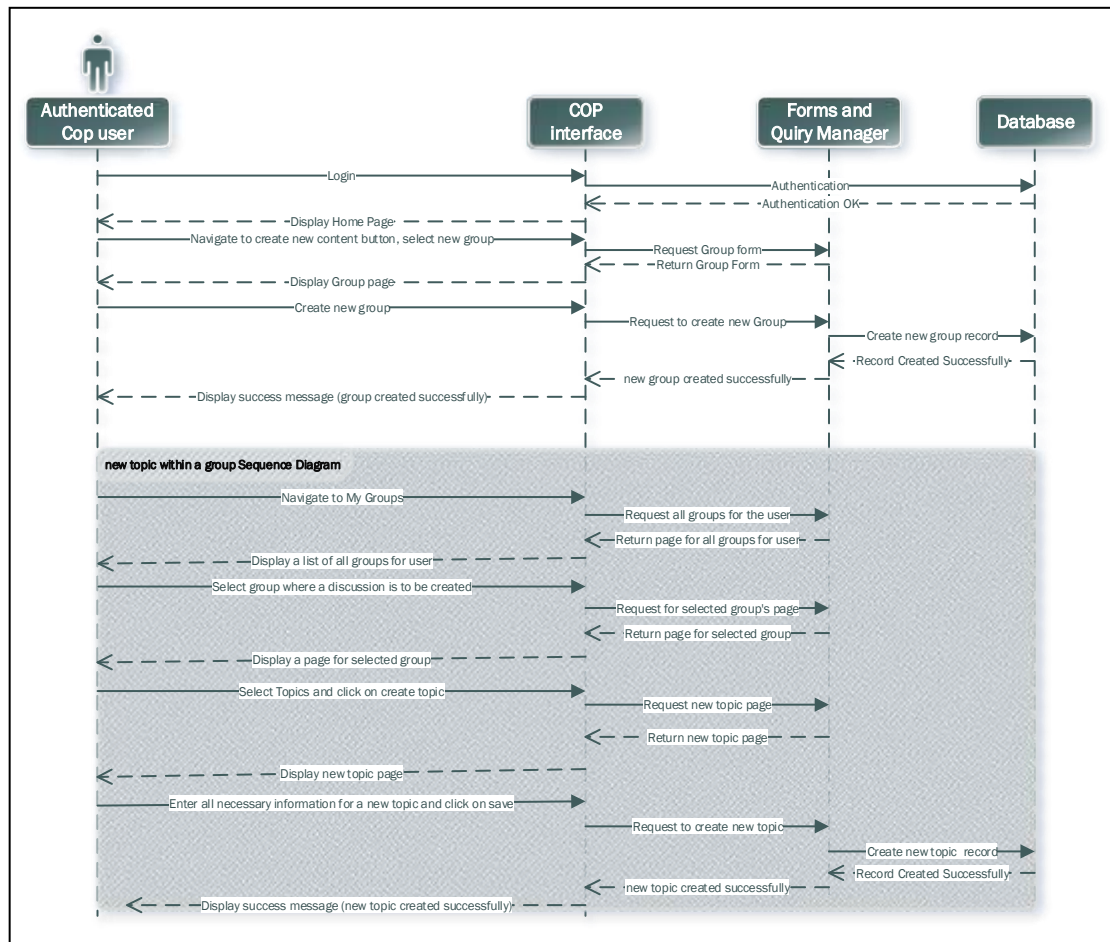 Authenticated
Cop user
COP
interface
Forms and
Quiry Manager
Database
Login
Authentication
Authentication OK
Display Home Page
Navigate to create new content button, select new group
Request Group form
Return Group Form
Display Group page
Create new group
Request to create new Group
Create new group record
Record Created Successfully
new group created successfully
Display success message (group created successfully)
new topic within a group Sequence Diagram
Navigate to My Groups
Request all groups for the user
Return page for all groups for user
Display a list of all groups for user
Select group where a discussion is to be created
Request for selected group's page
Return page for selected group
Display a page for selected group
Select Topics and click on create topic
Request new topic page
Return new topic page
Display new topic page
Enter all necessary information for a new topic and click on save
Request to create new topic
Create new topic record
Record Created Successfully
new topic created successfully
Display success message (new topic created successfully)